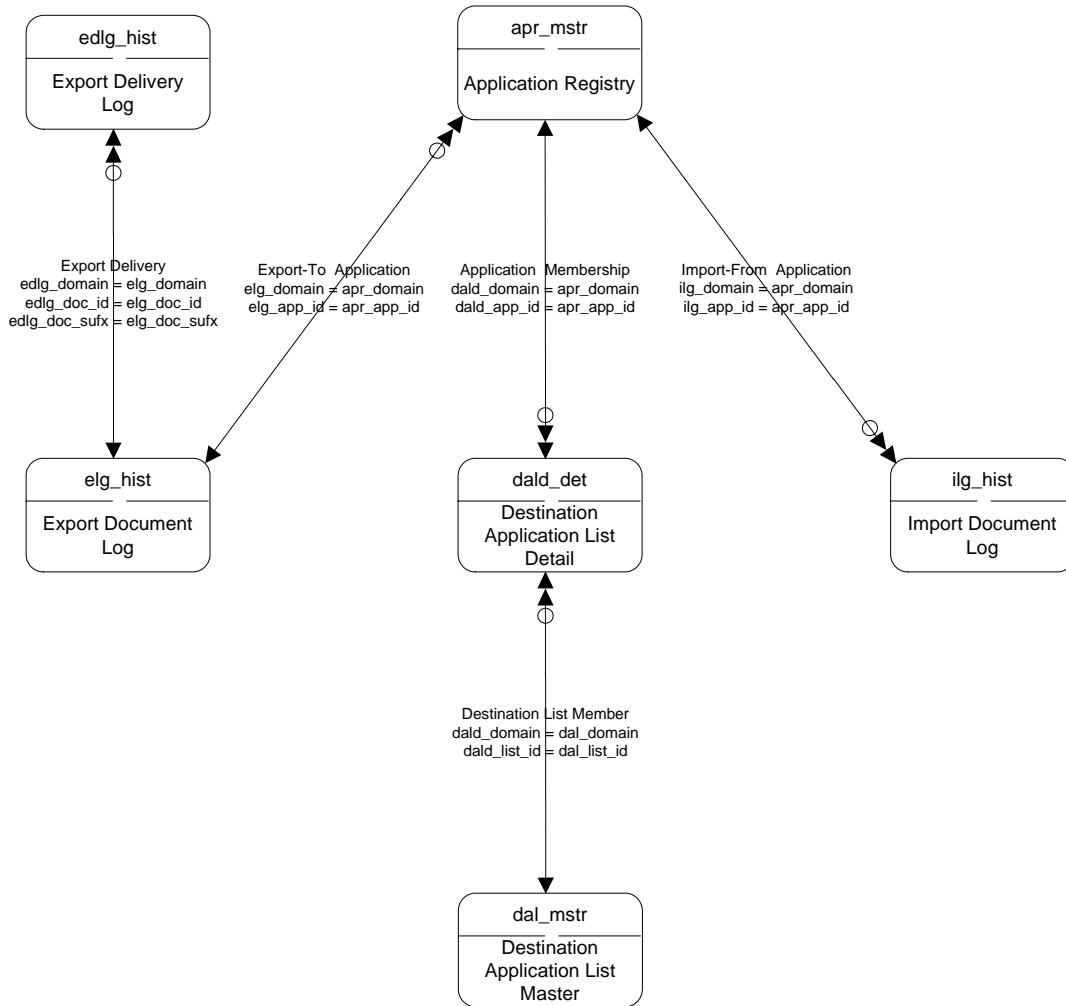 edlg_hist
Export Delivery
Log
apr_mstr
Application Registry
Export Delivery
edlg_domain = elg_domain
edlg_doc_id = elg_doc_id
edlg_doc_sufx = elg_doc_sufx
Export-To Application
elg_domain = apr_domain
elg_app_id = apr_app_id
Application Membership
dald_domain = apr_domain
dald_app_id = apr_app_id
Import-From Application
ilg_domain = apr_domain
ilg_app_id = apr_app_id
elg_hist
Export Document
Log
dald_det
Destination
Application List
Detail
ilg_hist
Import Document
Log
Destination List Member
dald_domain = dal_domain
dald_list_id = dal_list_id
dal_mstr
Destination
Application List
Master